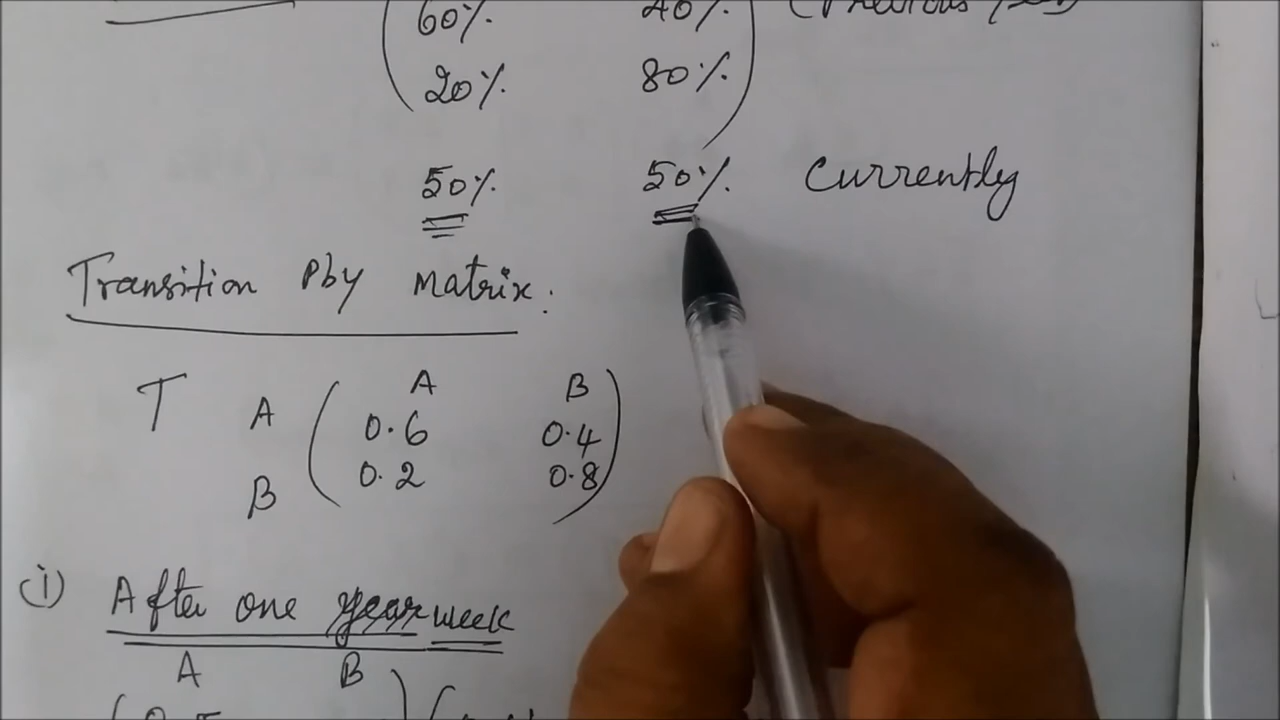 60% 40% (Previous
20% 80%
50% 50% Currently
Transition Pby Matrix:
A B
T A 0.6 0.4
B 0.2 0.8
(i) After one year week
A B